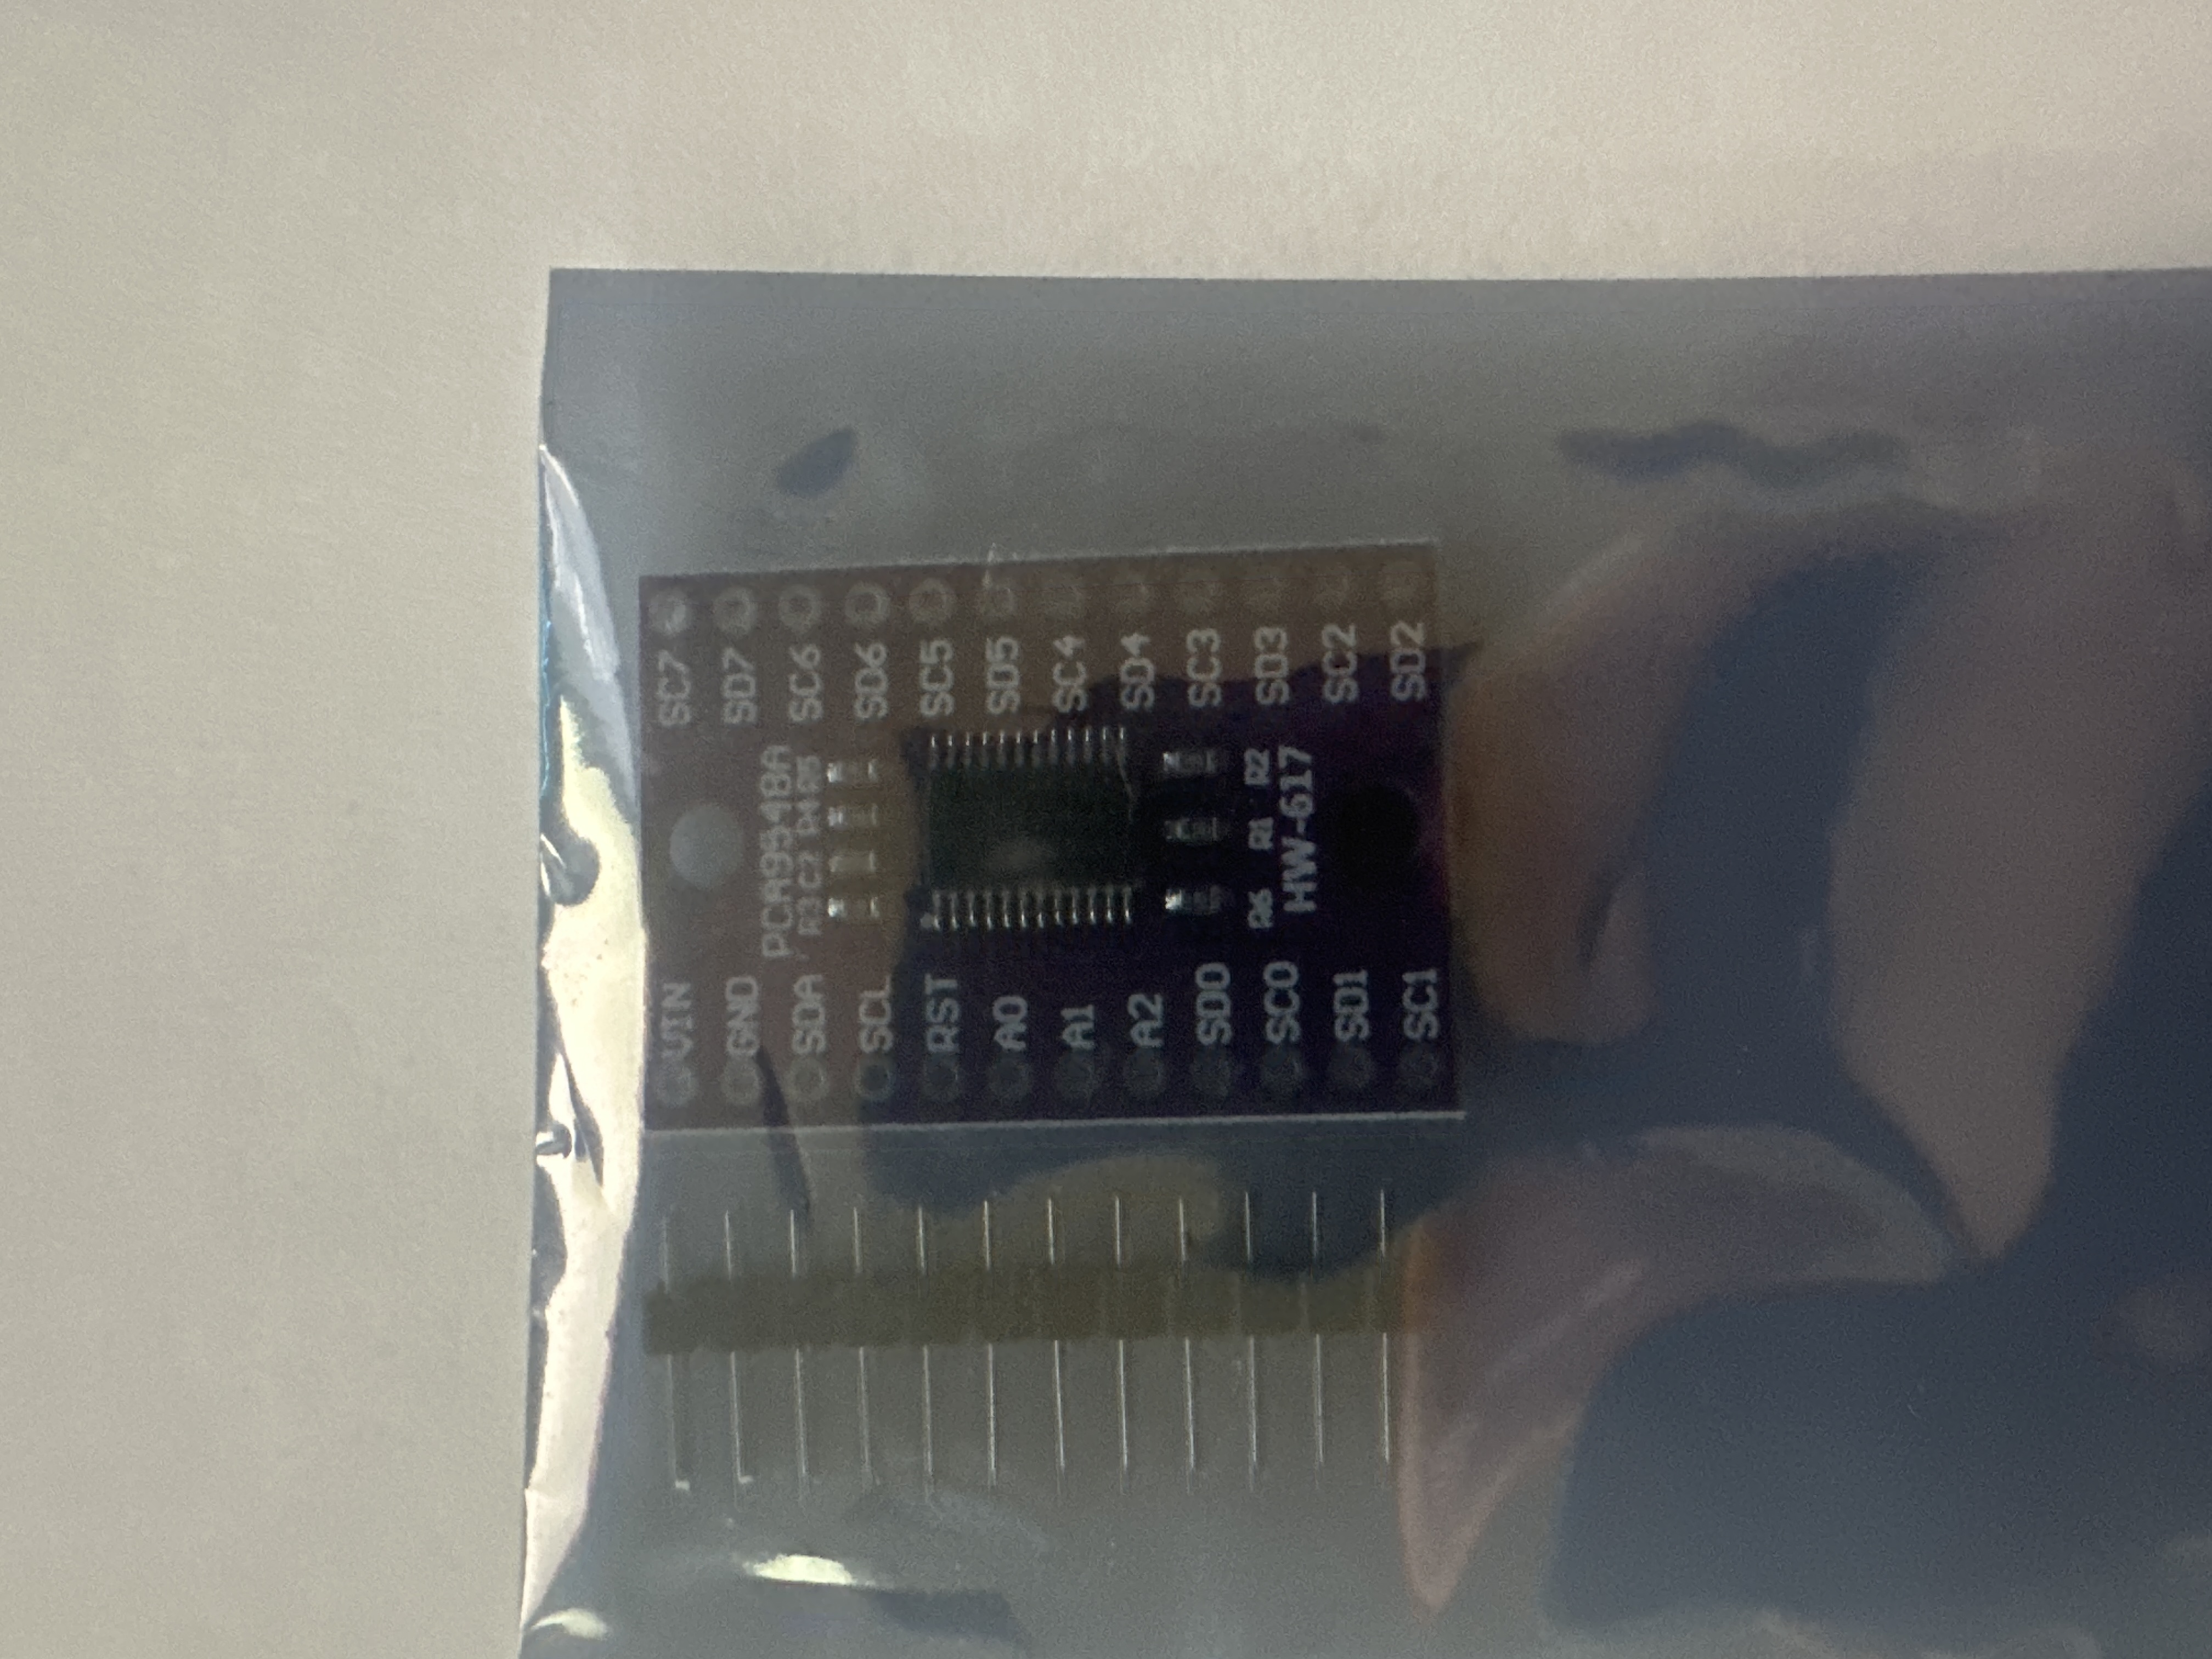 VIN
GND
SDA
SCL
RST
A0
A1
A2
SD0
SC0
SD1
SC1
PCA9548A
R3 C2 R4 R5
R6 R1 R2
HW-617
SC7
SD7
SC6
SD6
SC5
SD5
SC4
SD4
SC3
SD3
SC2
SD2